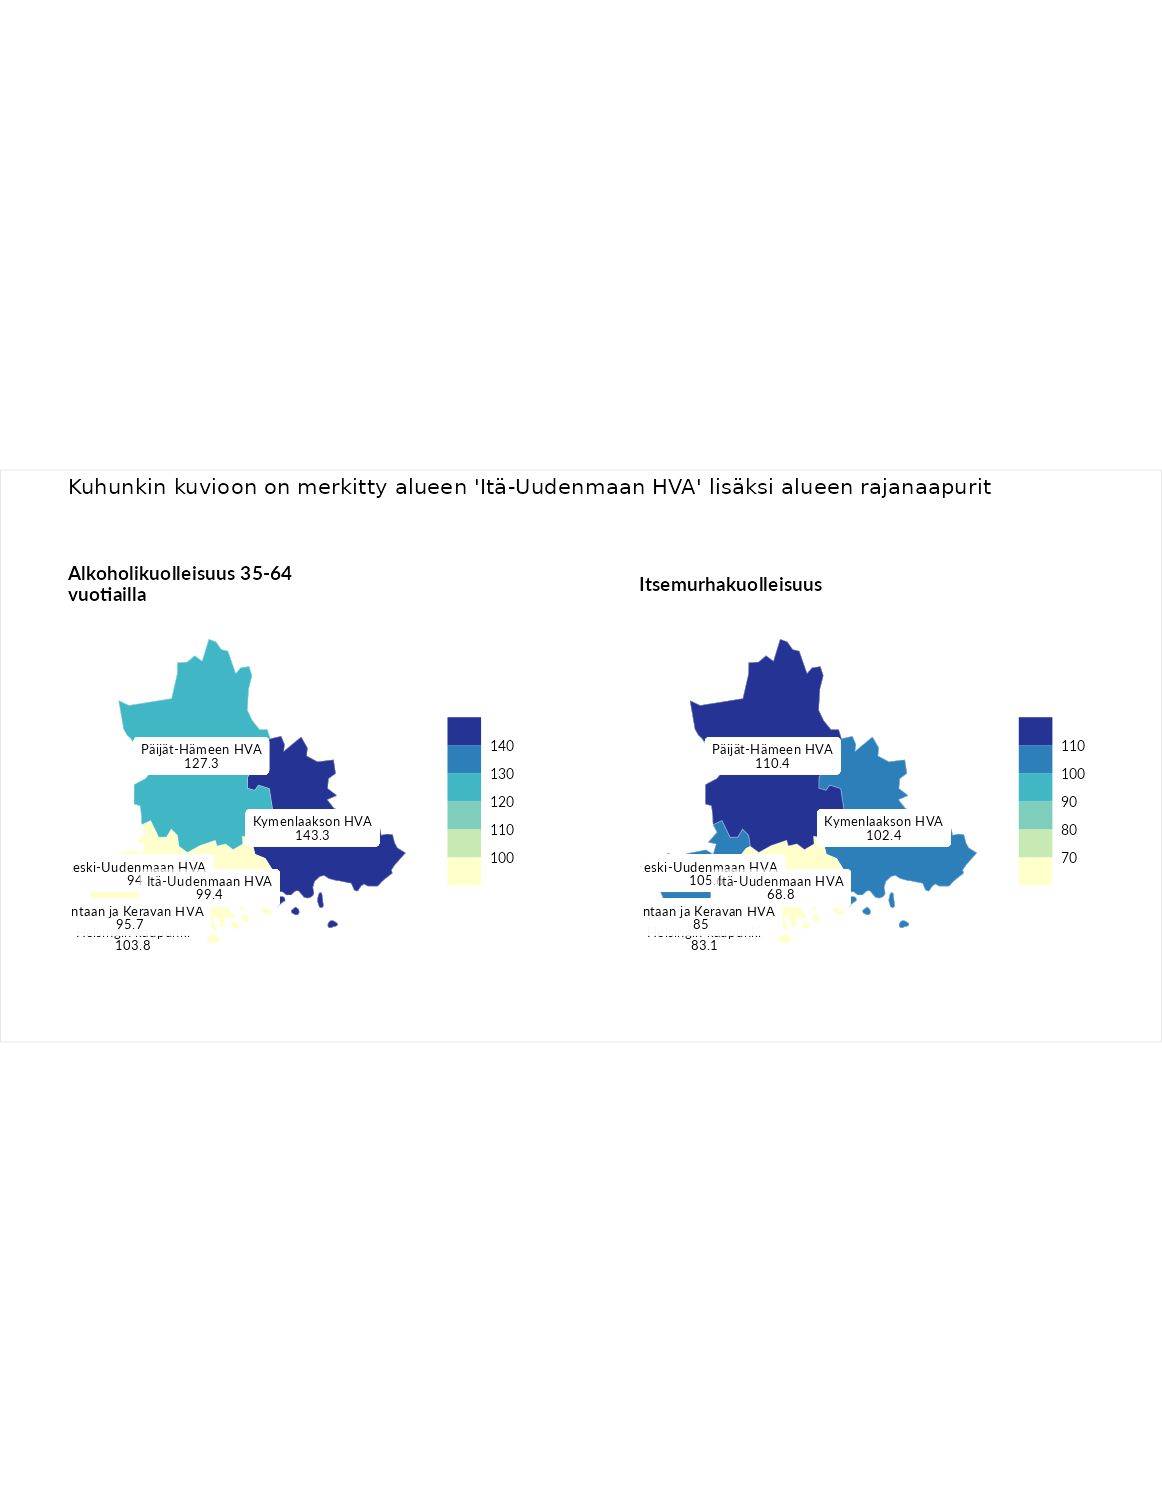 Kuhunkin kuvioon on merkitty alueen 'Itä-Uudenmaan HVA' lisäksi alueen rajanaapurit
Alkoholikuolleisuus 35-64
vuotiailla
Päijät-Hämeen HVA
127.3
140
130
120
110
100
Kymenlaakson HVA
143.3
eski-Uudenmaan HVA
94
Itä-Uudenmaan HVA
99.4
ntaan ja Keravan HVA
95.7
103.8
Itsemurhakuolleisuus
Päijät-Hämeen HVA
110.4
110
100
90
80
70
Kymenlaakson HVA
102.4
eski-Uudenmaan HVA
105
Itä-Uudenmaan HVA
68.8
ntaan ja Keravan HVA
85
83.1